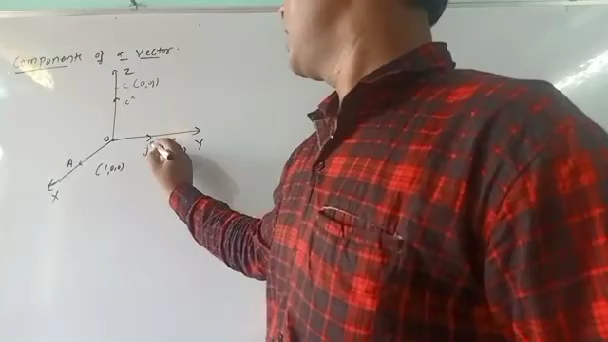 Components of a vector.
Z
C (0,0,1)
O
Y
A
(1,0,0)
X